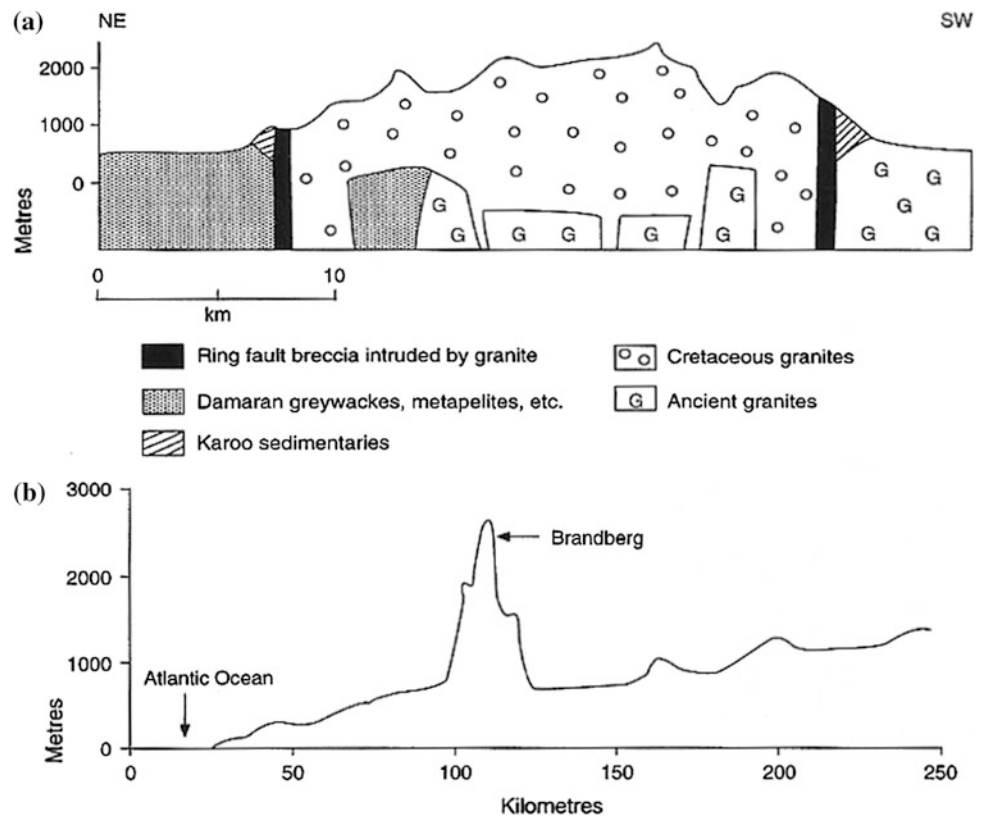 (a)
NE
SW
2000
1000
0
Metres
G
G
G
G
G
G
G
G
G
G
G
G
0
10
km
Ring fault breccia intruded by granite
Cretaceous granites
Damaran greywackes, metapelites, etc.
G
Ancient granites
Karoo sedimentaries
(b)
3000
2000
1000
0
Metres
Brandberg
Atlantic Ocean
0
50
100
150
200
250
Kilometres